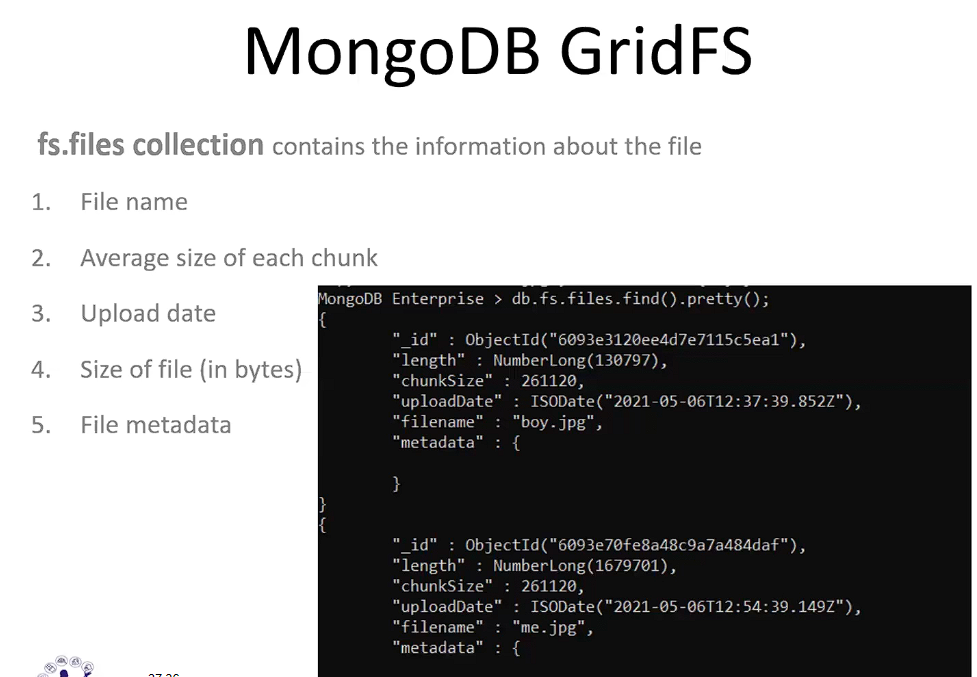 MongoDB GridFS
fs.files collection contains the information about the file
1. File name
2. Average size of each chunk
3. Upload date
4. Size of file (in bytes)
5. File metadata
MongoDB Enterprise > db.fs.files.find().pretty();
{
"_id" : ObjectId("6093e3120ee4d7e7115c5ea1"),
"length" : NumberLong(130797),
"chunkSize" : 261120,
"uploadDate" : ISODate("2021-05-06T12:37:39.852Z"),
"filename" : "boy.jpg",
"metadata" : {
}
}
{
"_id" : ObjectId("6093e70fe8a48c9a7a484daf"),
"length" : NumberLong(1679701),
"chunkSize" : 261120,
"uploadDate" : ISODate("2021-05-06T12:54:39.149Z"),
"filename" : "me.jpg",
"metadata" : {